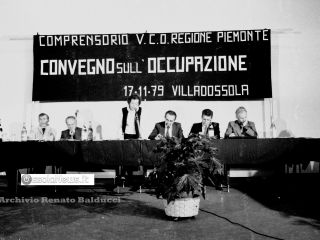 COMPRENSORIO V.C.O. REGIONE PIEMONTE
CONVEGNO SULL' OCCUPAZIONE
17-11-79 VILLADOSSOLA
OSSOLANEWS.it
Archivio Renato Balducci